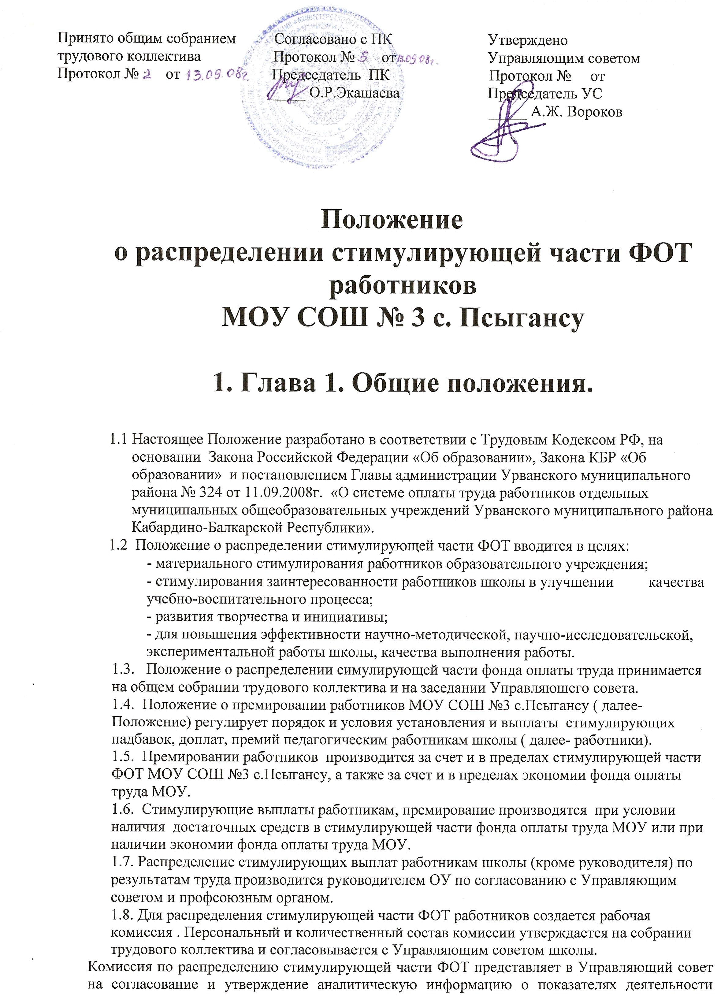 Принято общим собранием
трудового коллектива
Протокол № 2 от 13.09.08г.
Согласовано с ПК
Протокол № 5 от 13.09.08г.
Председатель ПК
_____ О.Р.Экашаева
Утверждено
Управляющим советом
Протокол № от
Председатель УС
_____ А.Ж. Вороков
Положение
о распределении стимулирующей части ФОТ
работников
МОУ СОШ № 3 с. Псыгансу
1. Глава 1. Общие положения.
1.1 Настоящее Положение разработано в соответствии с Трудовым Кодексом РФ, на
основании Закона Российской Федерации «Об образовании», Закона КБР «Об
образовании» и постановлением Главы администрации Урванского муниципального
района № 324 от 11.09.2008г. «О системе оплаты труда работников отдельных
муниципальных общеобразовательных учреждений Урванского муниципального района
Кабардино-Балкарской Республики».
1.2 Положение о распределении стимулирующей части ФОТ вводится в целях:
- материального стимулирования работников образовательного учреждения;
- стимулирования заинтересованности работников школы в улучшении качества
учебно-воспитательного процесса;
- развития творчества и инициативы;
- для повышения эффективности научно-методической, научно-исследовательской,
экспериментальной работы школы, качества выполнения работы.
1.3. Положение о распределении симулирующей части фонда оплаты труда принимается
на общем собрании трудового коллектива и на заседании Управляющего совета.
1.4. Положение о премировании работников МОУ СОШ №3 с.Псыгансу ( далее-
Положение) регулирует порядок и условия установления и выплаты стимулирующих
надбавок, доплат, премий педагогическим работникам школы ( далее- работники).
1.5. Премировании работников производится за счет и в пределах стимулирующей части
ФОТ МОУ СОШ №3 с.Псыгансу, а также за счет и в пределах экономии фонда оплаты
труда МОУ.
1.6. Стимулирующие выплаты работникам, премирование производятся при условии
наличия достаточных средств в стимулирующей части фонда оплаты труда МОУ или при
наличии экономии фонда оплаты труда МОУ.
1.7. Распределение стимулирующих выплат работникам школы (кроме руководителя) по
результатам труда производится руководителем ОУ по согласованию с Управляющим
советом и профсоюзным органом.
1.8. Для распределения стимулирующей части ФОТ работников создается рабочая
комиссия . Персональный и количественный состав комиссии утверждается на собрании
трудового коллектива и согласовывается с Управляющим советом школы.
Комиссия по распределению стимулирующей части ФОТ представляет в Управляющий совет
на согласование и утверждение аналитическую информацию о показателях деятельности